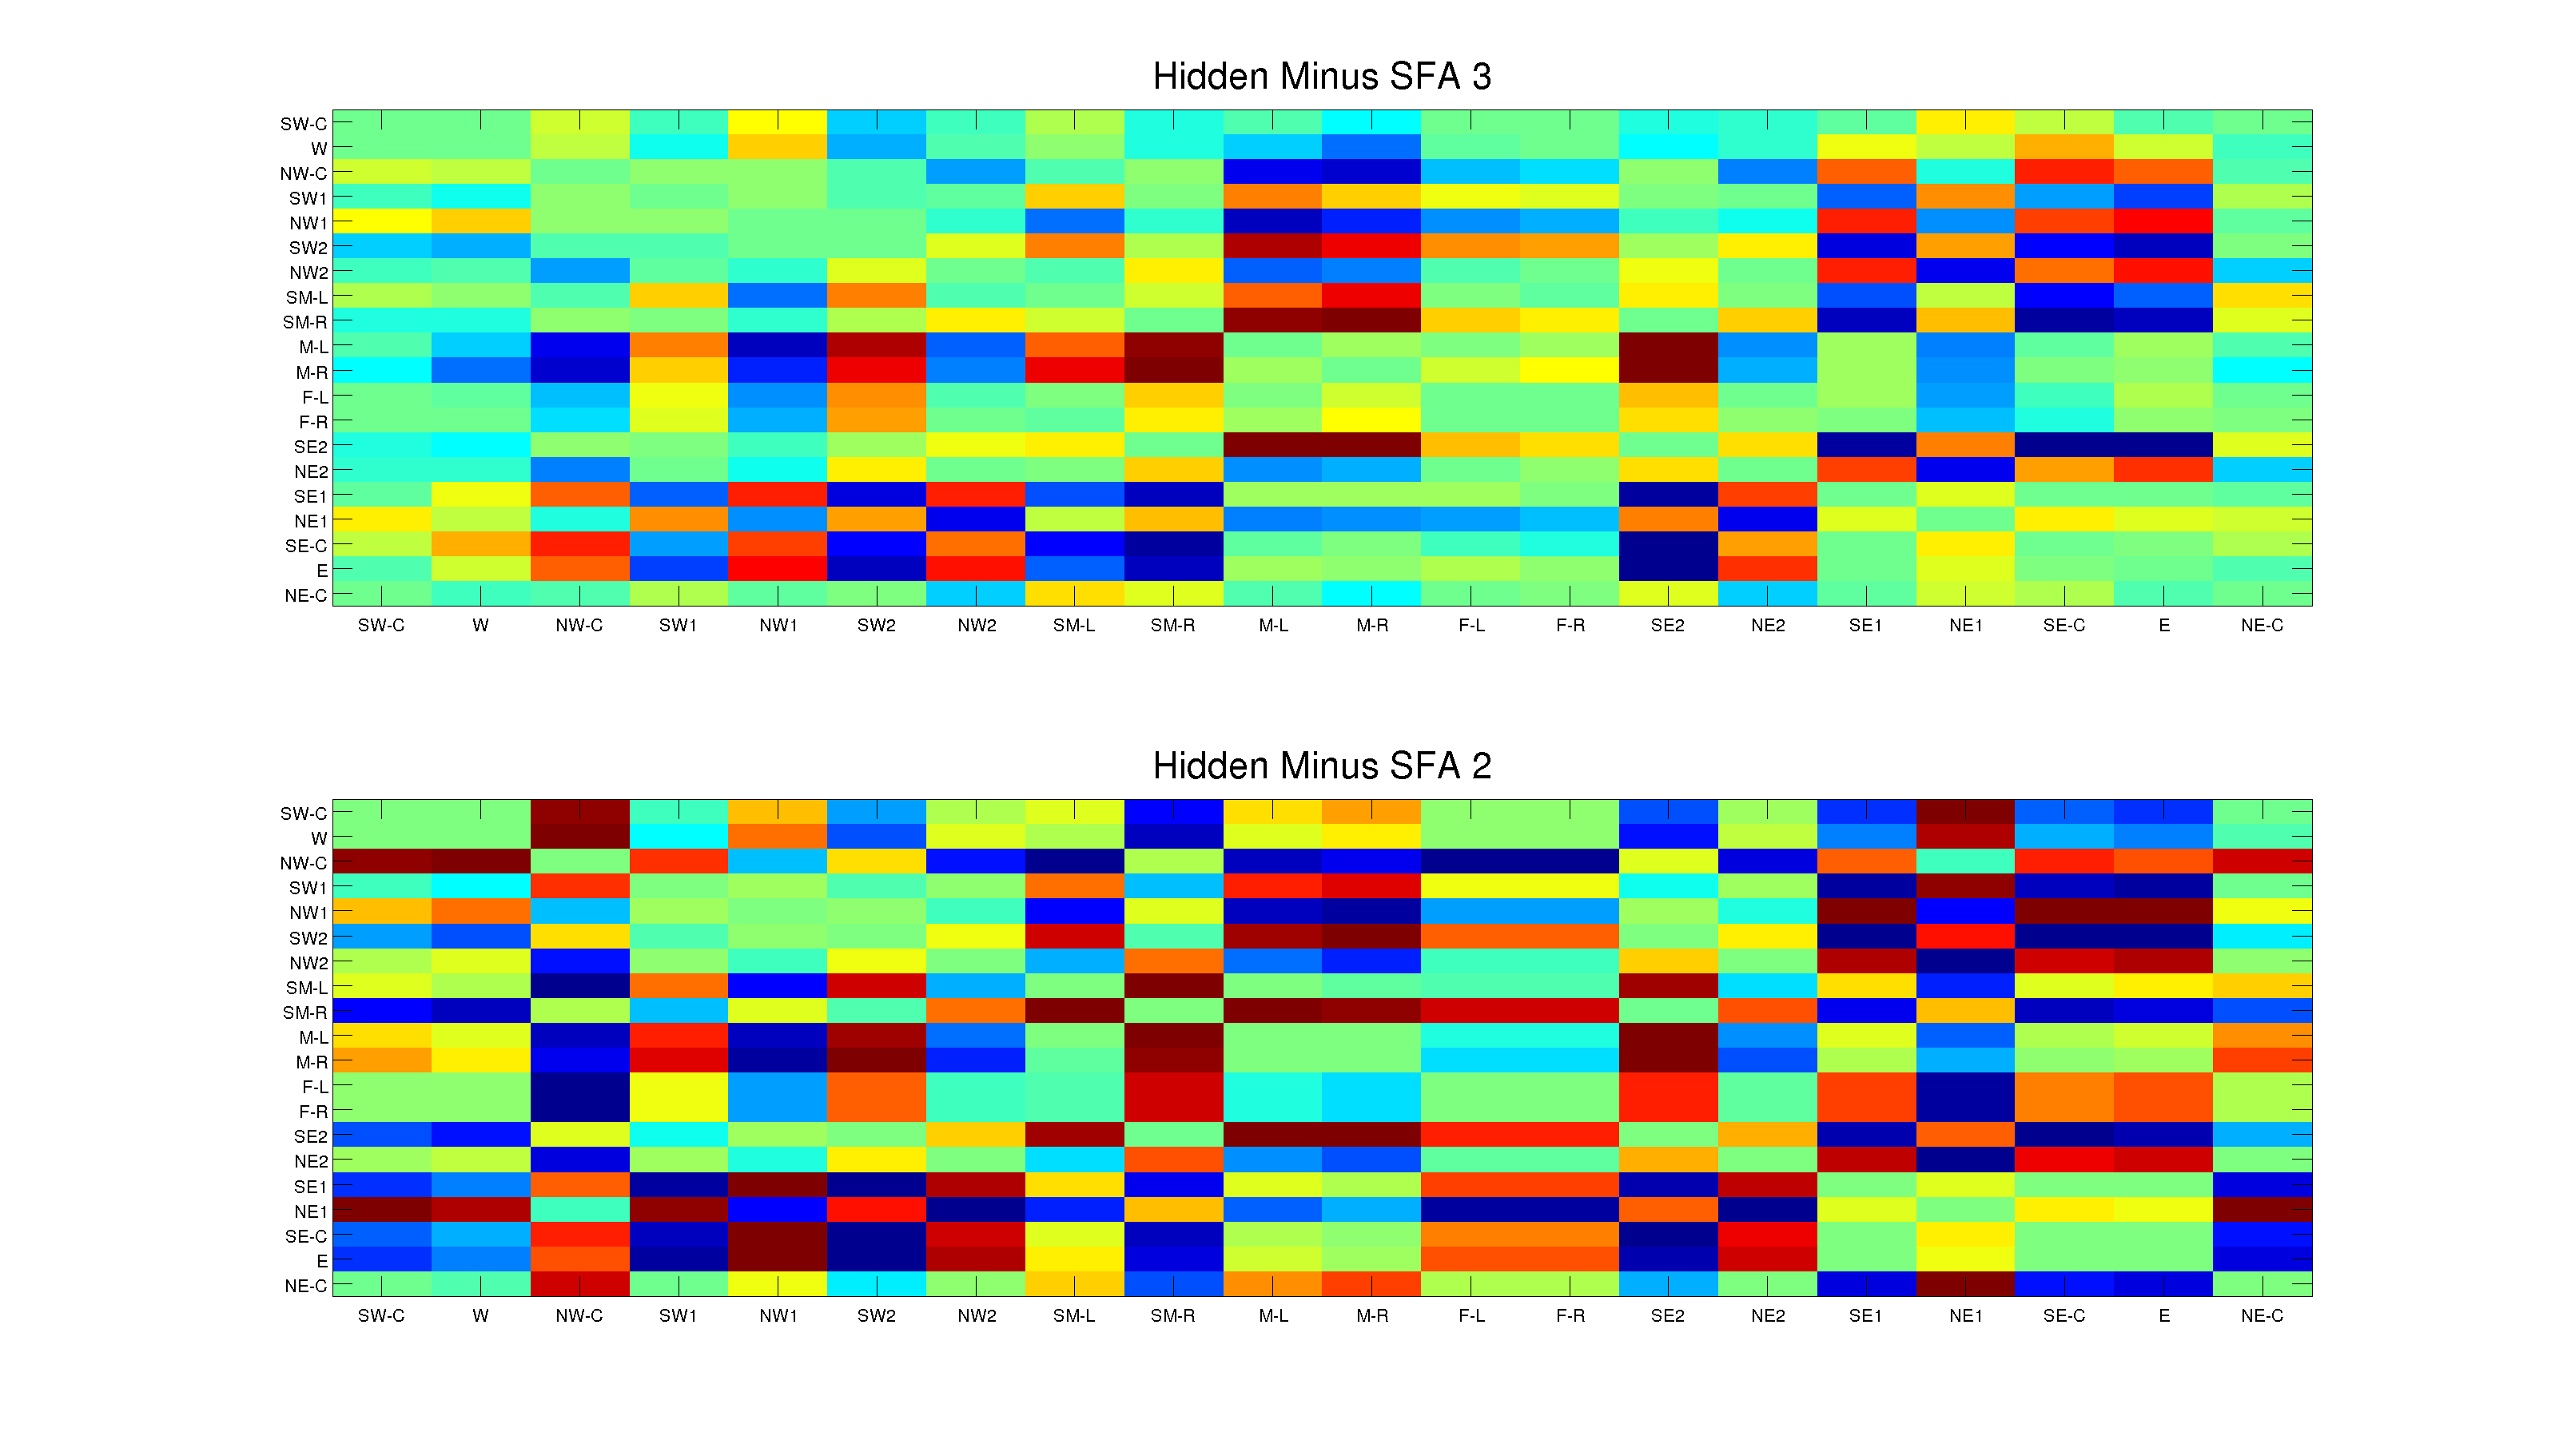 Hidden Minus SFA 3
SW-C
W
NW-C
SW1
NW1
SW2
NW2
SM-L
SM-R
M-L
M-R
F-L
F-R
SE2
NE2
SE1
NE1
SE-C
E
NE-C
SW-C W NW-C SW1 NW1 SW2 NW2 SM-L SM-R M-L M-R F-L F-R SE2 NE2 SE1 NE1 SE-C E NE-C
Hidden Minus SFA 2
SW-C
W
NW-C
SW1
NW1
SW2
NW2
SM-L
SM-R
M-L
M-R
F-L
F-R
SE2
NE2
SE1
NE1
SE-C
E
NE-C
SW-C W NW-C SW1 NW1 SW2 NW2 SM-L SM-R M-L M-R F-L F-R SE2 NE2 SE1 NE1 SE-C E NE-C